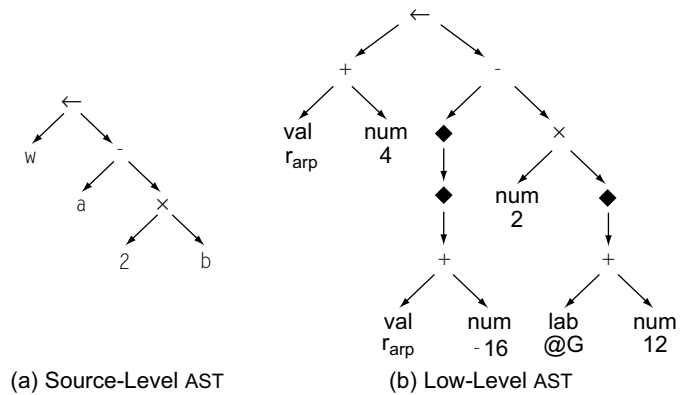 ←
+ -
←
val num ◆ ×
r_arp 4
w -
◆ num ◆
2
a ×
+ +
2 b
val num lab num
r_arp -16 @G 12
(a) Source-Level AST (b) Low-Level AST